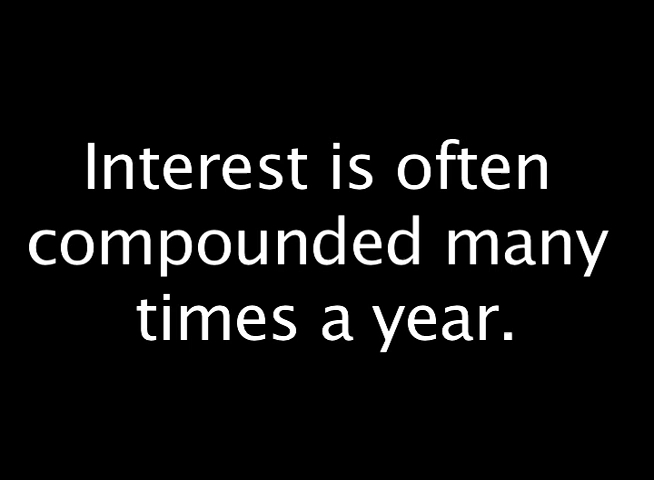 Interest is often
compounded many
times a year.